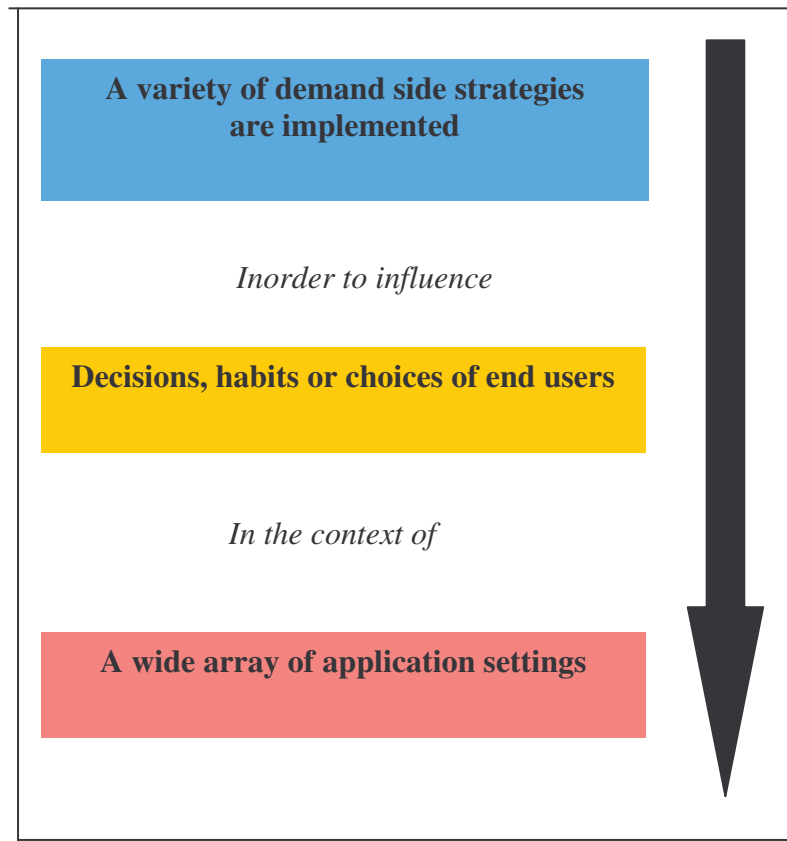 A variety of demand side strategies
are implemented
Inorder to influence
Decisions, habits or choices of end users
In the context of
A wide array of application settings